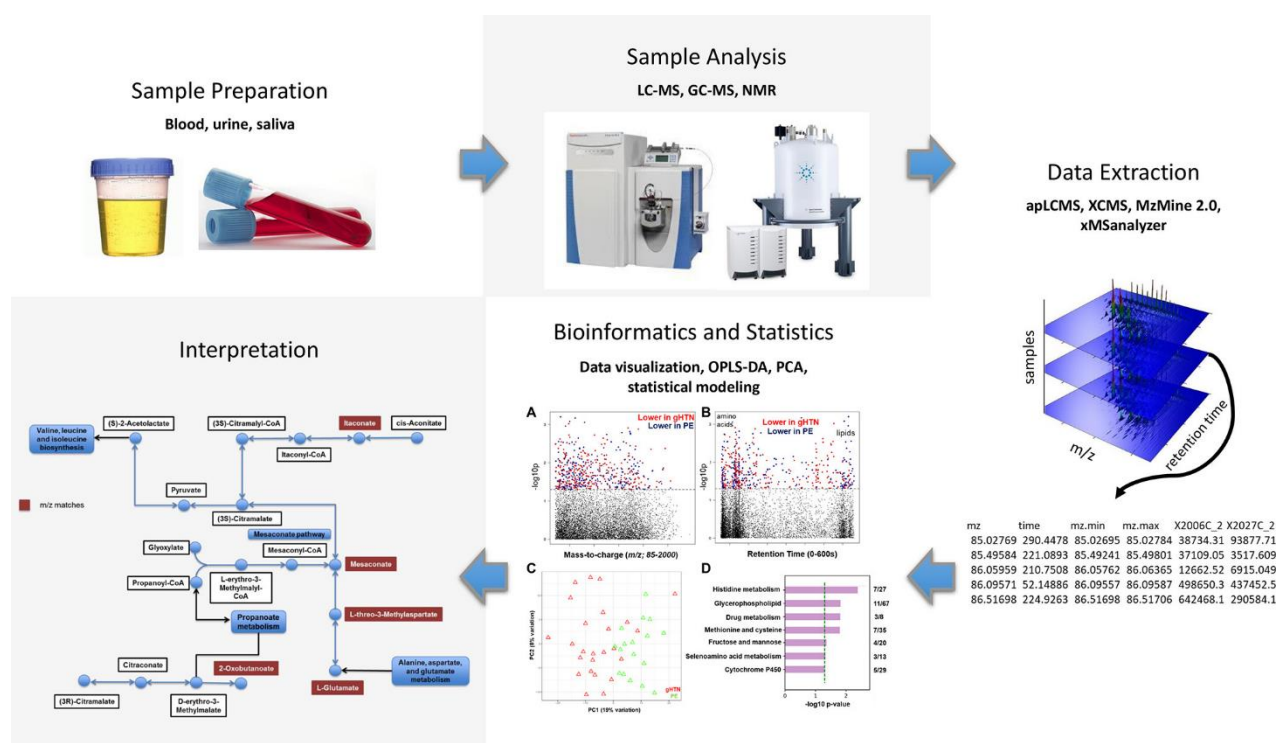 Sample Preparation
Blood, urine, saliva
Sample Analysis
LC-MS, GC-MS, NMR
Data Extraction
apLCMS, XCMS, MzMine 2.0,
xMSanalyzer
samples
m/z
retention time
mz time mz.min mz.max X2006C_2 X2027C_2
85.02769 290.4478 85.02695 85.02784 38734.31 93877.71
85.49584 221.0893 85.49241 85.49801 37109.05 3517.609
86.05959 210.7508 86.05762 86.06365 12662.52 6915.049
86.09571 52.14886 86.09557 86.09587 498650.3 437452.5
86.51698 224.9263 86.51698 86.51706 642468.1 290584.1
Bioinformatics and Statistics
Data visualization, OPLS-DA, PCA,
statistical modeling
A
Lower in gHTN
Lower in PE
-log10p
Mass-to-charge (m/z; 85-2000)
B
amino
acids
Lower in gHTN
Lower in PE
lipids
-log10p
Retention Time (0-600s)
C
PC2 (6% variation)
PC1 (10% variation)
gHTN
PE
D
Histidine metabolism 7/27
Glycerophospholipid 11/67
Drug metabolism 3/8
Methionine and cysteine 7/35
Fructose and mannose 4/20
Selenoamino acid metabolism 3/13
Cytochrome P450 5/29
0 1 2
-log10 p-value
Interpretation
Valine, leucine
and isoleucine
biosynthesis
(S)-2-Acetolactate
(3S)-Citramalyl-CoA
Itaconate
cis-Aconitate
Itaconyl-CoA
Pyruvate
(3S)-Citramalate
m/z matches
Mesaconate pathway
Glyoxylate
Mesaconyl-CoA
Mesaconate
Propanoyl-CoA
L-erythro-3-
Methylmalyl-
CoA
L-threo-3-Methylaspartate
Propanoate
metabolism
Citraconate
2-Oxobutanoate
L-Glutamate
Alanine, aspartate,
and glutamate
metabolism
(3R)-Citramalate
D-erythro-3-
Methylmalate